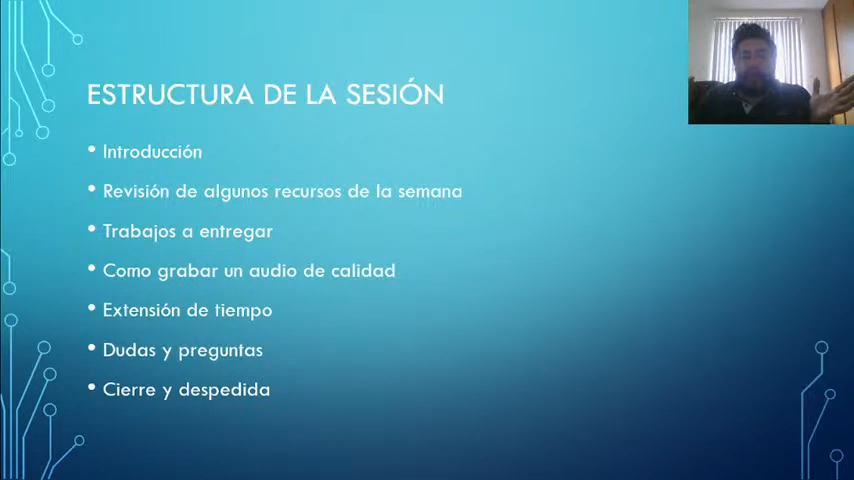 ESTRUCTURA DE LA SESIÓN
• Introducción
• Revisión de algunos recursos de la semana
• Trabajos a entregar
• Como grabar un audio de calidad
• Extensión de tiempo
• Dudas y preguntas
• Cierre y despedida